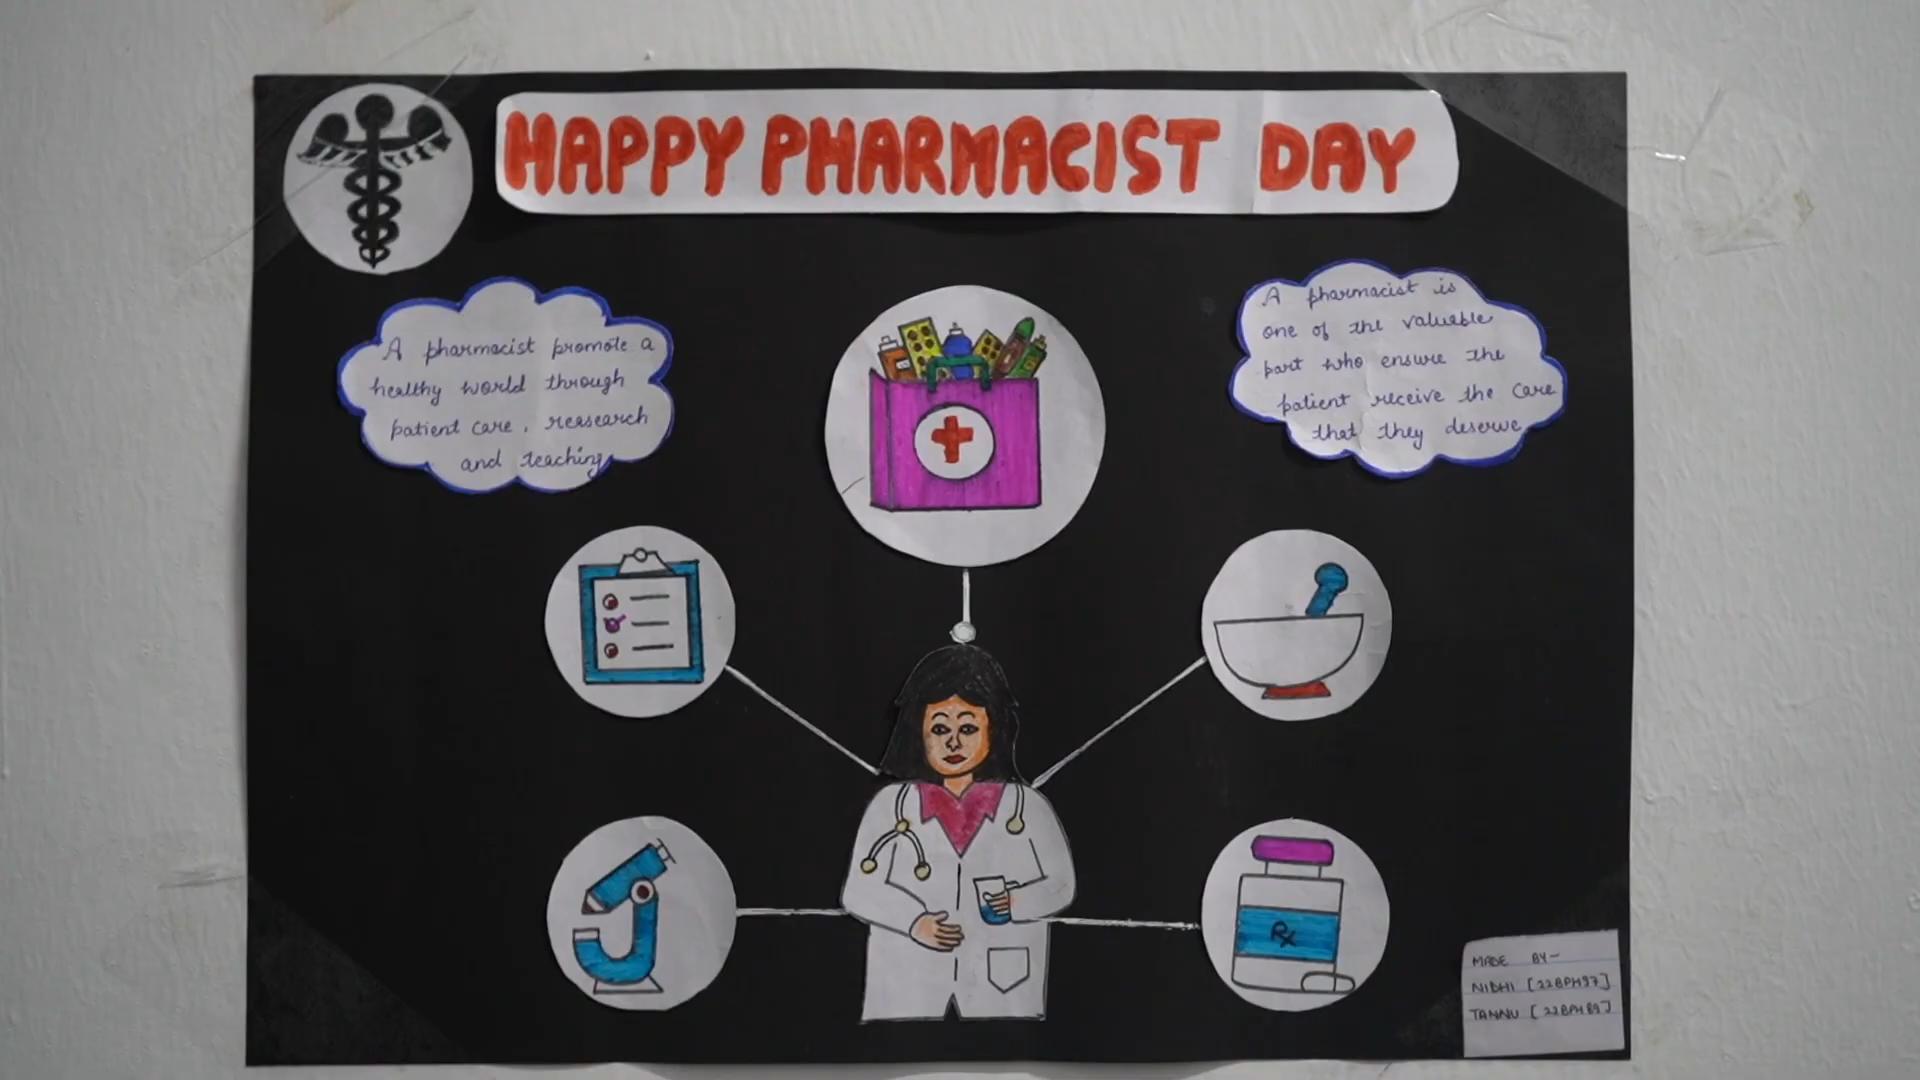 HAPPY PHARMACIST DAY
A pharmacist promote a
healthy world through
patient care, reasearch
and teaching
A pharmacist is
one of the valuable
part who ensure the
patient receive the care
that they deserve
Rx
MADE BY-
NIDHI [22BPH97]
TANNU [22BPH89]